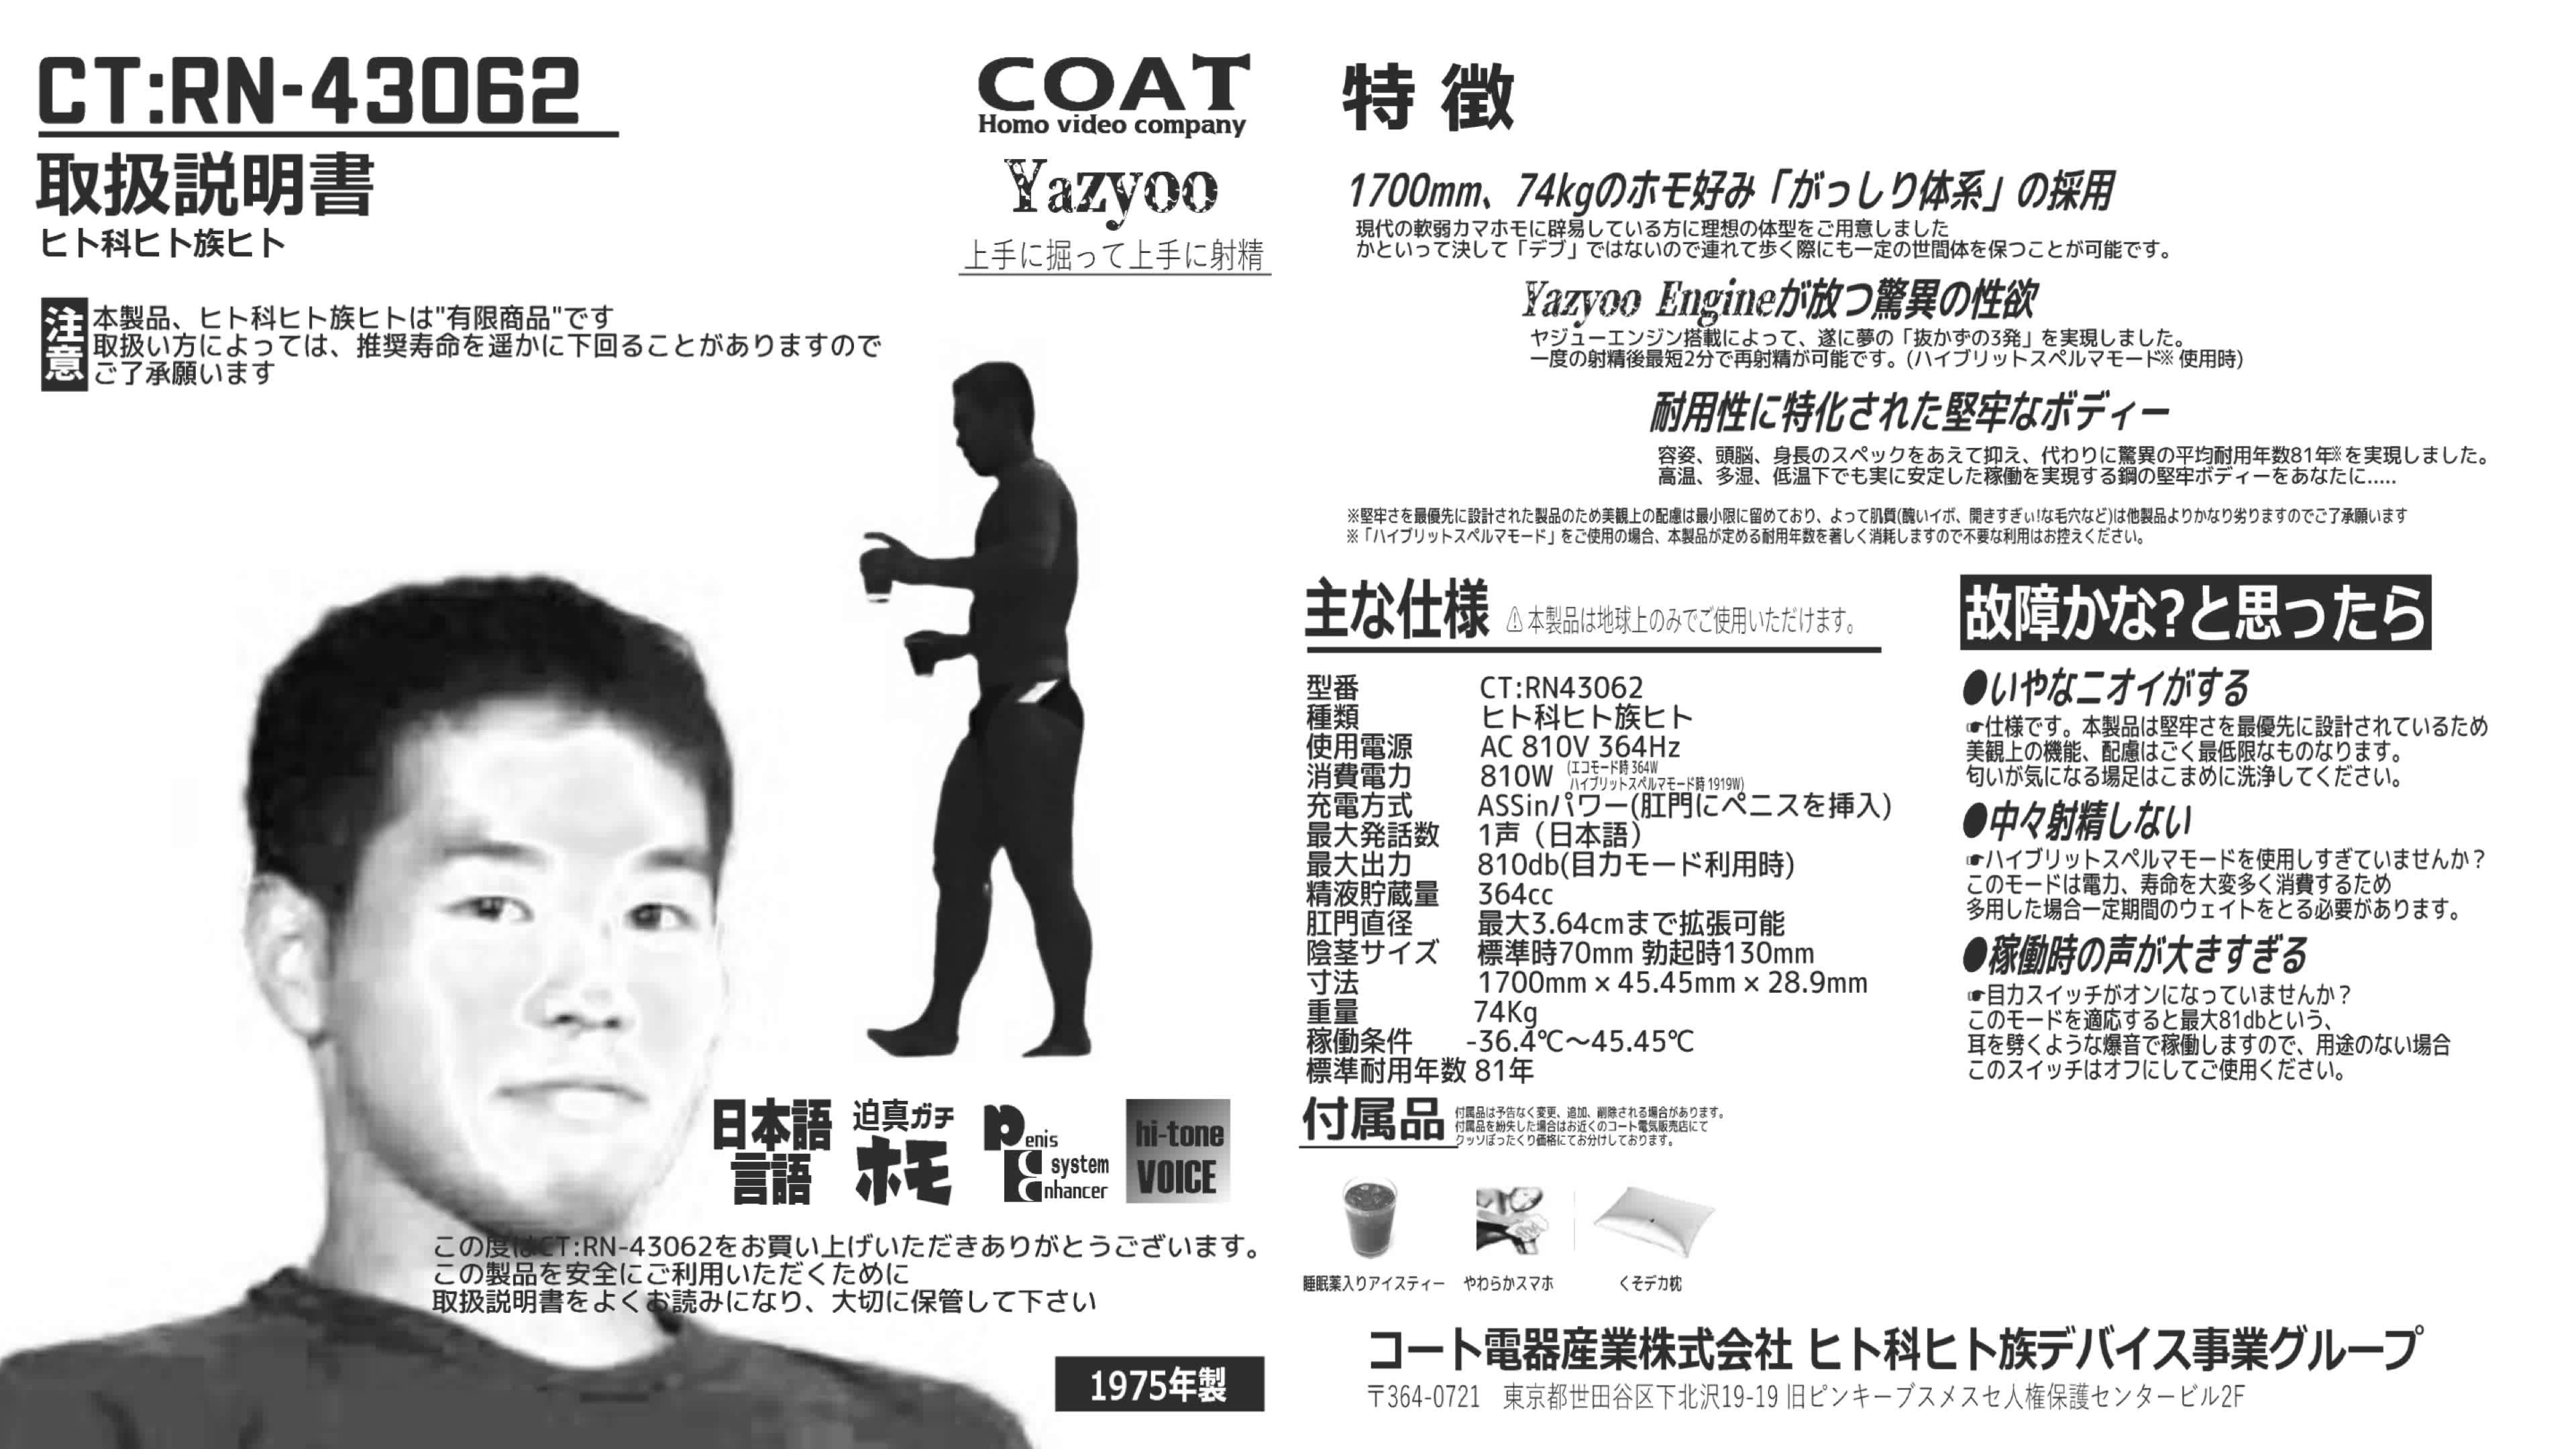 CT:RN-43062
取扱説明書
ヒト科ヒト族ヒト
注意
本製品、ヒト科ヒト族ヒトは"有限商品"です
取扱い方によっては、推奨寿命を遥かに下回ることがありますので
ご了承願います
COAT
Homo video company
Yazyoo
上手に掘って上手に射精
日本語
言語
迫真ガチ
ホモ
Penis
system
Enhancer
hi-tone
VOICE
この度はCT:RN-43062をお買い上げいただきありがとうございます。
この製品を安全にご利用いただくために
取扱説明書をよくお読みになり、大切に保管して下さい
1975年製
特徴
1700mm、74kgのホモ好み「がっしり体系」の採用
現代の軟弱カマホモに辟易している方に理想の体型をご用意しました
かといって決して「デブ」ではないので連れて歩く際にも一定の世間体を保つことが可能です。
Yazyoo Engineが放つ驚異の性欲
ヤジューエンジン搭載によって、遂に夢の「抜かずの3発」を実現しました。
一度の射精後最短2分で再射精が可能です。(ハイブリットスペルマモード※ 使用時)
耐用性に特化された堅牢なボディー
容姿、頭脳、身長のスペックをあえて抑え、代わりに驚異の平均耐用年数81年※を実現しました。
高温、多湿、低温下でも実に安定した稼働を実現する鋼の堅牢ボディーをあなたに.....
※堅牢さを最優先に設計された製品のため美観上の配慮は最小限に留めており、よって肌質(醜いイボ、開きすぎぃ!な毛穴など)は他製品よりかなり劣りますのでご了承願います
※「ハイブリットスペルマモード」をご使用の場合、本製品が定める耐用年数を著しく消耗しますので不要な利用はお控えください。
主な仕様 ⚠本製品は地球上のみでご使用いただけます。
型番 CT:RN43062
種類 ヒト科ヒト族ヒト
使用電源 AC 810V 364Hz
消費電力 810W (エコモード時 364W
ハイブリットスペルマモード時 1919W)
充電方式 ASSinパワー(肛門にペニスを挿入)
最大発話数 1声（日本語）
最大出力 810db(目力モード利用時)
精液貯蔵量 364cc
肛門直径 最大3.64cmまで拡張可能
陰茎サイズ 標準時70mm 勃起時130mm
寸法 1700mm × 45.45mm × 28.9mm
重量 74Kg
稼働条件 -36.4℃〜45.45℃
標準耐用年数 81年
故障かな?と思ったら
●いやなニオイがする
☛仕様です。本製品は堅牢さを最優先に設計されているため
美観上の機能、配慮はごく最低限なものなります。
匂いが気になる場足はこまめに洗浄してください。
●中々射精しない
☛ハイブリットスペルマモードを使用しすぎていませんか？
このモードは電力、寿命を大変多く消費するため
多用した場合一定期間のウェイトをとる必要があります。
●稼働時の声が大きすぎる
☛目力スイッチがオンになっていませんか？
このモードを適応すると最大81dbという、
耳を劈くような爆音で稼働しますので、用途のない場合
このスイッチはオフにしてご使用ください。
付属品
付属品は予告なく変更、追加、削除される場合があります。
付属品を紛失した場合はお近くのコート電気販売店にて
クッソぼったくり価格にてお分けしております。
睡眠薬入りアイスティー
やわらかスマホ
くそデカ枕
コート電器産業株式会社 ヒト科ヒト族デバイス事業グループ
〒364-0721 東京都世田谷区下北沢19-19 旧ピンキーブスメスセ人権保護センタービル2F